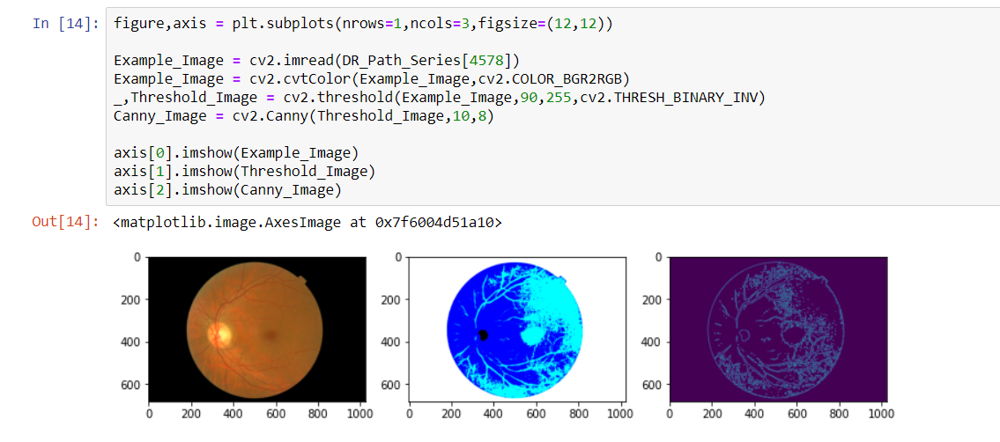 In [14]: figure,axis = plt.subplots(nrows=1,ncols=3,figsize=(12,12))
Example_Image = cv2.imread(DR_Path_Series[4578])
Example_Image = cv2.cvtColor(Example_Image,cv2.COLOR_BGR2RGB)
_,Threshold_Image = cv2.threshold(Example_Image,90,255,cv2.THRESH_BINARY_INV)
Canny_Image = cv2.Canny(Threshold_Image,10,8)
axis[0].imshow(Example_Image)
axis[1].imshow(Threshold_Image)
axis[2].imshow(Canny_Image)
Out[14]: <matplotlib.image.AxesImage at 0x7f6004d51a10>
0 0 0
200 200 200
400 400 400
600 600 600
0 200 400 600 800 1000 0 200 400 600 800 1000 0 200 400 600 800 1000